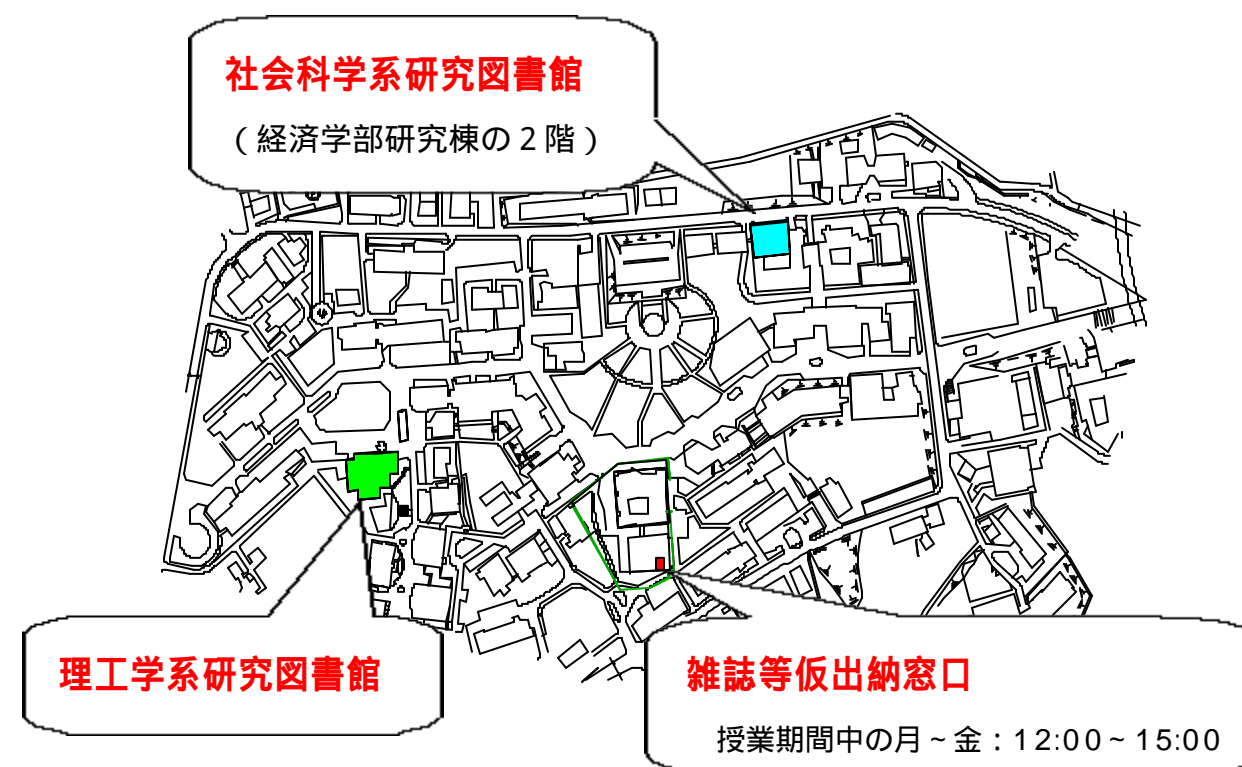 社会科学系研究図書館
（経済学部研究棟の２階）
理工学系研究図書館
雑誌等仮出納窓口
授業期間中の月～金：12:00～15:00